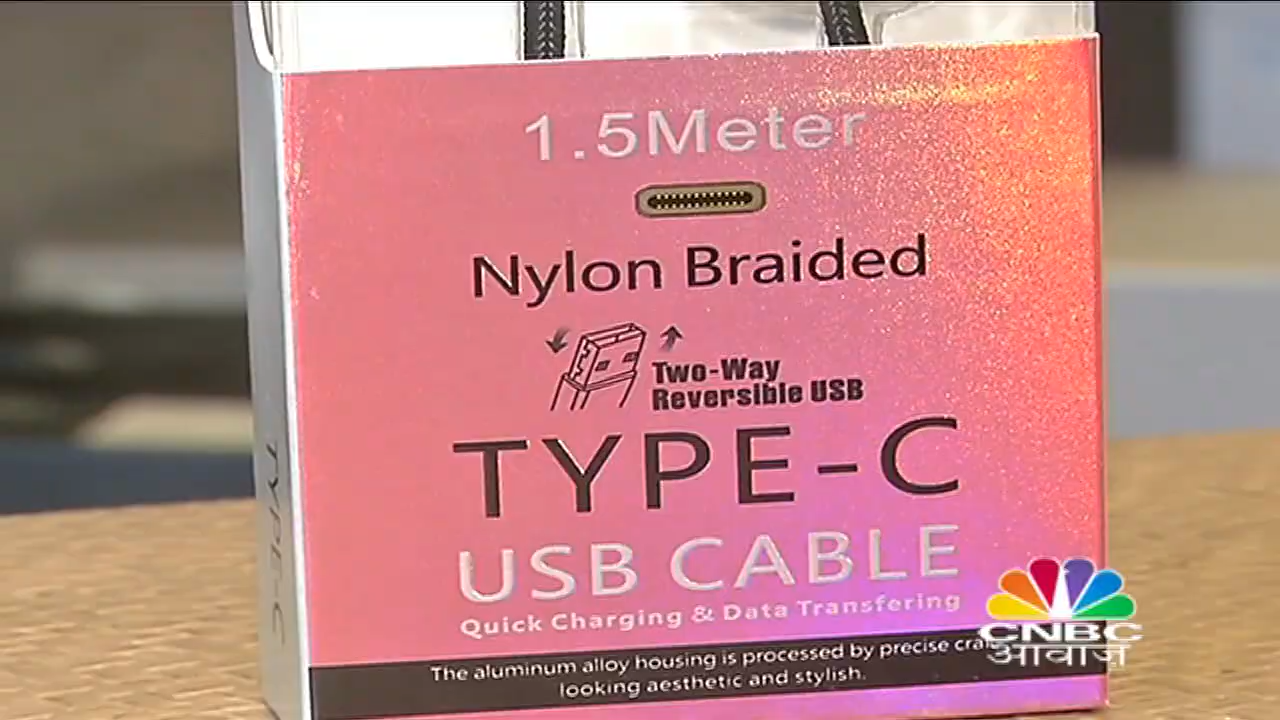 1.5Meter
Nylon Braided
Two-Way
Reversible USB
TYPE-C
USB CABLE
Quick Charging & Data Transfering
The aluminum alloy housing is processed by precise
looking aesthetic and stylish.
TYPE-C
CNBC
आवाज़